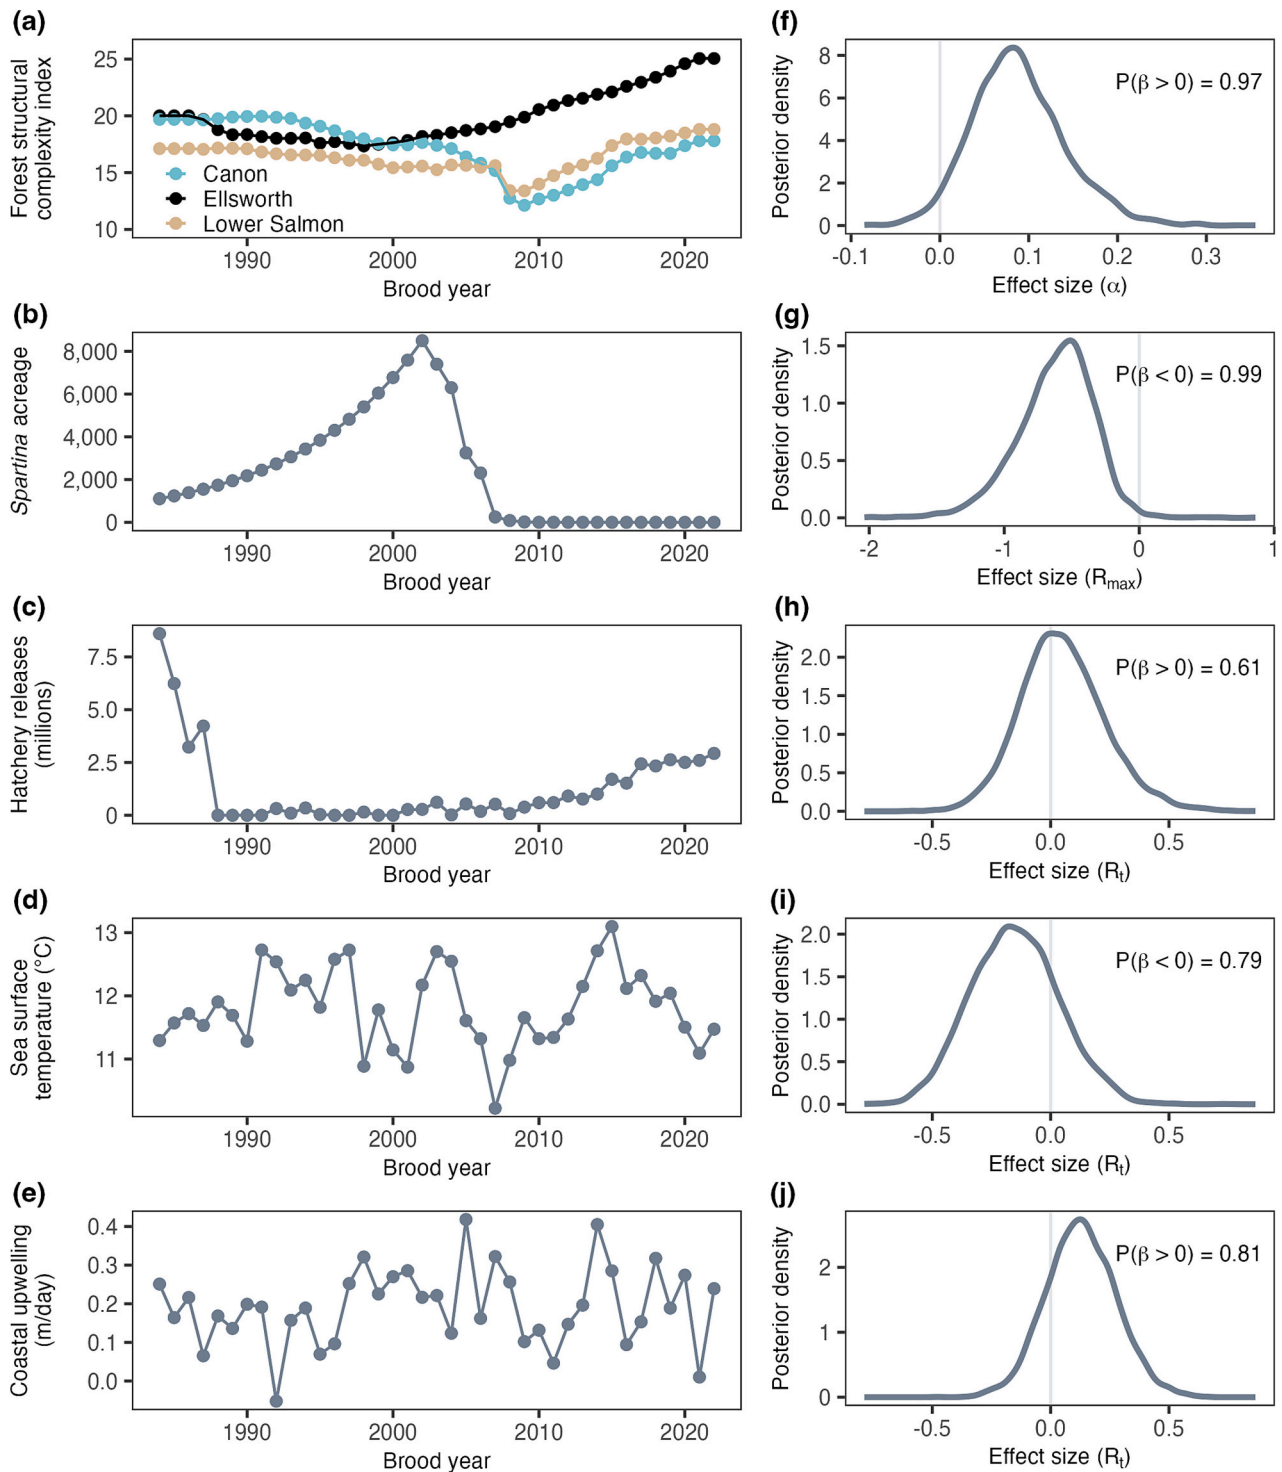 (a)
Forest structural
complexity index
25
20
15
10
Canon
Ellsworth
Lower Salmon
1990
2000
2010
2020
Brood year
(f)
Posterior density
8
6
4
2
0
P(β > 0) = 0.97
-0.1
0.0
0.1
0.2
0.3
Effect size (α)
(b)
Spartina acreage
8,000
6,000
4,000
2,000
0
1990
2000
2010
2020
Brood year
(g)
Posterior density
1.5
1.0
0.5
0.0
P(β < 0) = 0.99
-2
-1
0
1
Effect size (Rmax)
(c)
Hatchery releases
(millions)
7.5
5.0
2.5
0
1990
2000
2010
2020
Brood year
(h)
Posterior density
2.0
1.5
1.0
0.5
0.0
P(β > 0) = 0.61
-0.5
0.0
0.5
Effect size (Rt)
(d)
Sea surface
temperature (°C)
13
12
11
1990
2000
2010
2020
Brood year
(i)
Posterior density
2.0
1.5
1.0
0.5
0.0
P(β < 0) = 0.79
-0.5
0.0
0.5
Effect size (Rt)
(e)
Coastal upwelling
(m/day)
0.4
0.3
0.2
0.1
0.0
1990
2000
2010
2020
Brood year
(j)
Posterior density
2
1
0
P(β > 0) = 0.81
-0.5
0.0
0.5
Effect size (Rt)